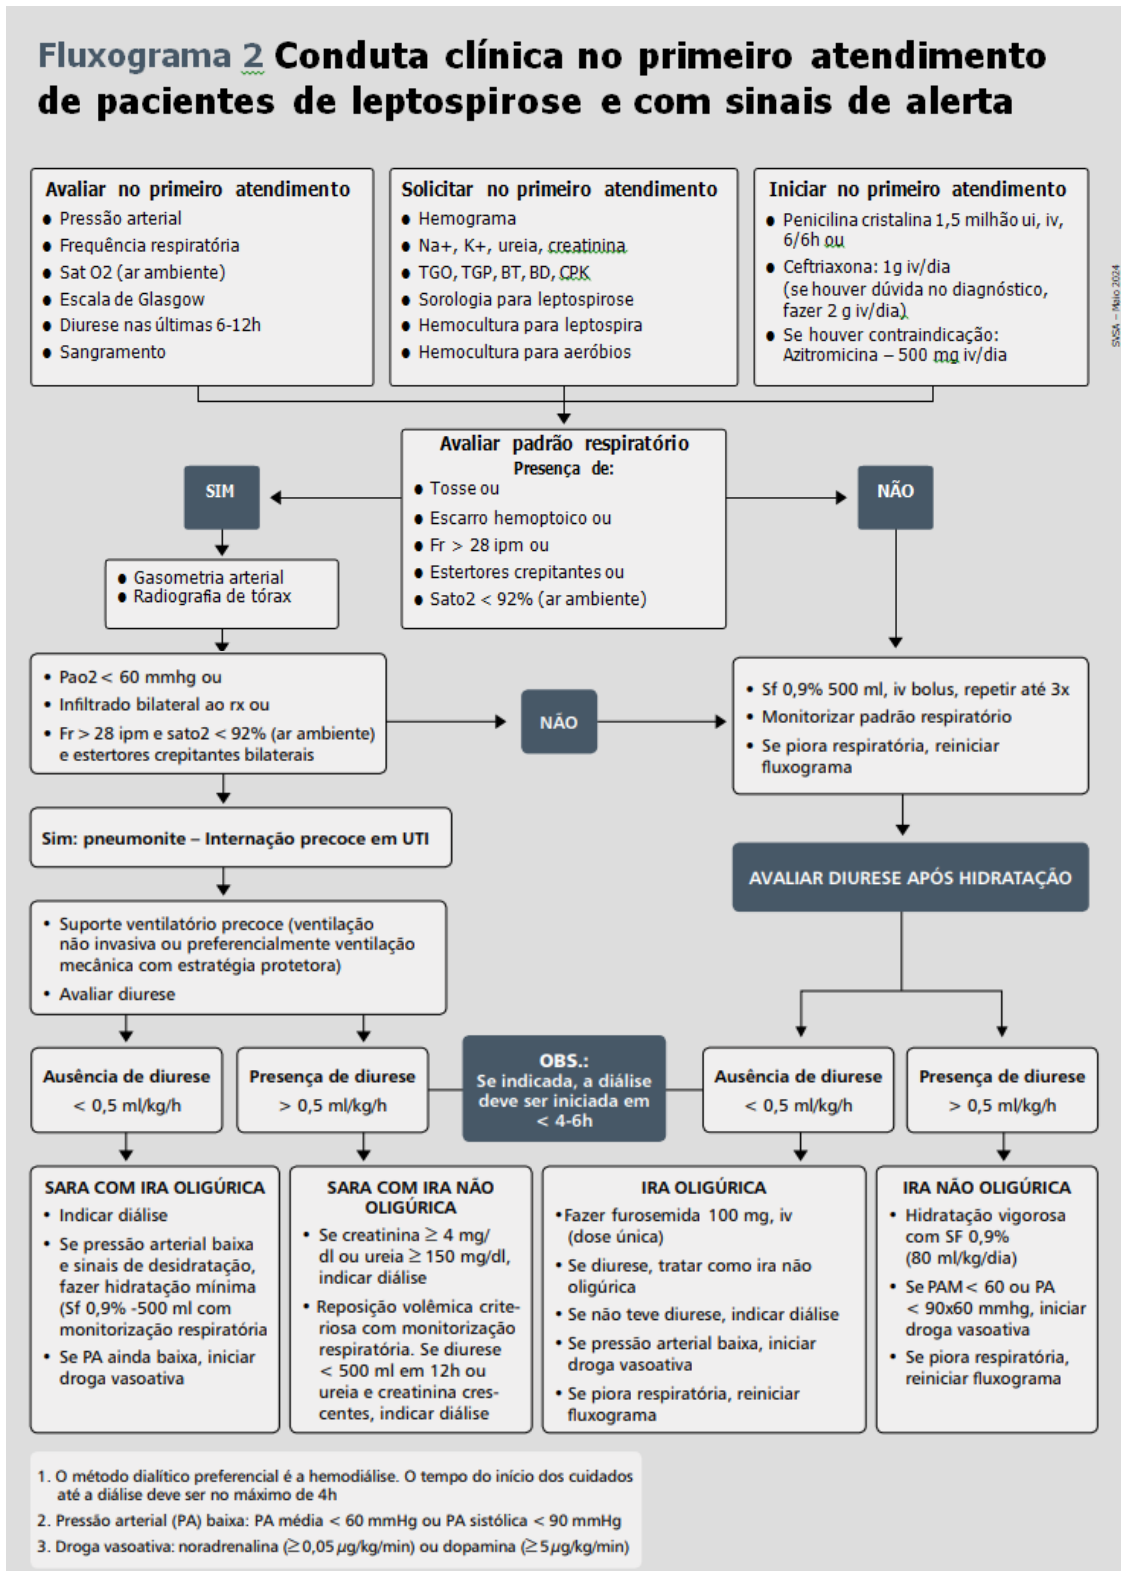 Fluxograma 2 Conduta clínica no primeiro atendimento
de pacientes de leptospirose e com sinais de alerta
Avaliar no primeiro atendimento
● Pressão arterial
● Frequência respiratória
● Sat O2 (ar ambiente)
● Escala de Glasgow
● Diurese nas últimas 6-12h
● Sangramento
Solicitar no primeiro atendimento
● Hemograma
● Na+, K+, ureia, creatinina
● TGO, TGP, BT, BD, CPK
● Sorologia para leptospirose
● Hemocultura para leptospira
● Hemocultura para aeróbios
Iniciar no primeiro atendimento
● Penicilina cristalina 1,5 milhão ui, iv,
6/6h ou
● Ceftriaxona: 1g iv/dia
(se houver dúvida no diagnóstico,
fazer 2 g iv/dia)
● Se houver contraindicação:
Azitromicina – 500 mg iv/dia
SVSA – Maio 2024
Avaliar padrão respiratório
Presença de:
● Tosse ou
● Escarro hemoptoico ou
● Fr > 28 ipm ou
● Estertores crepitantes ou
● Sato2 < 92% (ar ambiente)
SIM
NÃO
● Gasometria arterial
● Radiografia de tórax
• Pao2 < 60 mmhg ou
• Infiltrado bilateral ao rx ou
• Fr > 28 ipm e sato2 < 92% (ar ambiente)
e estertores crepitantes bilaterais
NÃO
• Sf 0,9% 500 ml, iv bolus, repetir até 3x
• Monitorizar padrão respiratório
• Se piora respiratória, reiniciar
fluxograma
Sim: pneumonite – Internação precoce em UTI
AVALIAR DIURESE APÓS HIDRATAÇÃO
• Suporte ventilatório precoce (ventilação
não invasiva ou preferencialmente ventilação
mecânica com estratégia protetora)
• Avaliar diurese
Ausência de diurese
< 0,5 ml/kg/h
Presença de diurese
> 0,5 ml/kg/h
OBS.:
Se indicada, a diálise
deve ser iniciada em
< 4-6h
Ausência de diurese
< 0,5 ml/kg/h
Presença de diurese
> 0,5 ml/kg/h
SARA COM IRA OLIGÚRICA
• Indicar diálise
• Se pressão arterial baixa
e sinais de desidratação,
fazer hidratação mínima
(Sf 0,9% -500 ml com
monitorização respiratória
• Se PA ainda baixa, iniciar
droga vasoativa
SARA COM IRA NÃO
OLIGÚRICA
• Se creatinina ≥ 4 mg/
dl ou ureia ≥ 150 mg/dl,
indicar diálise
• Reposição volêmica crite-
riosa com monitorização
respiratória. Se diurese
< 500 ml em 12h ou
ureia e creatinina cres-
centes, indicar diálise
IRA OLIGÚRICA
•Fazer furosemida 100 mg, iv
(dose única)
• Se diurese, tratar como ira não
oligúrica
• Se não teve diurese, indicar diálise
• Se pressão arterial baixa, iniciar
droga vasoativa
• Se piora respiratória, reiniciar
fluxograma
IRA NÃO OLIGÚRICA
• Hidratação vigorosa
com SF 0,9%
(80 ml/kg/dia)
• Se PAM < 60 ou PA
< 90x60 mmhg, iniciar
droga vasoativa
• Se piora respiratória,
reiniciar fluxograma
1. O método dialítico preferencial é a hemodiálise. O tempo do início dos cuidados
até a diálise deve ser no máximo de 4h
2. Pressão arterial (PA) baixa: PA média < 60 mmHg ou PA sistólica < 90 mmHg
3. Droga vasoativa: noradrenalina (≥0,05 µg/kg/min) ou dopamina (≥5µg/kg/min)